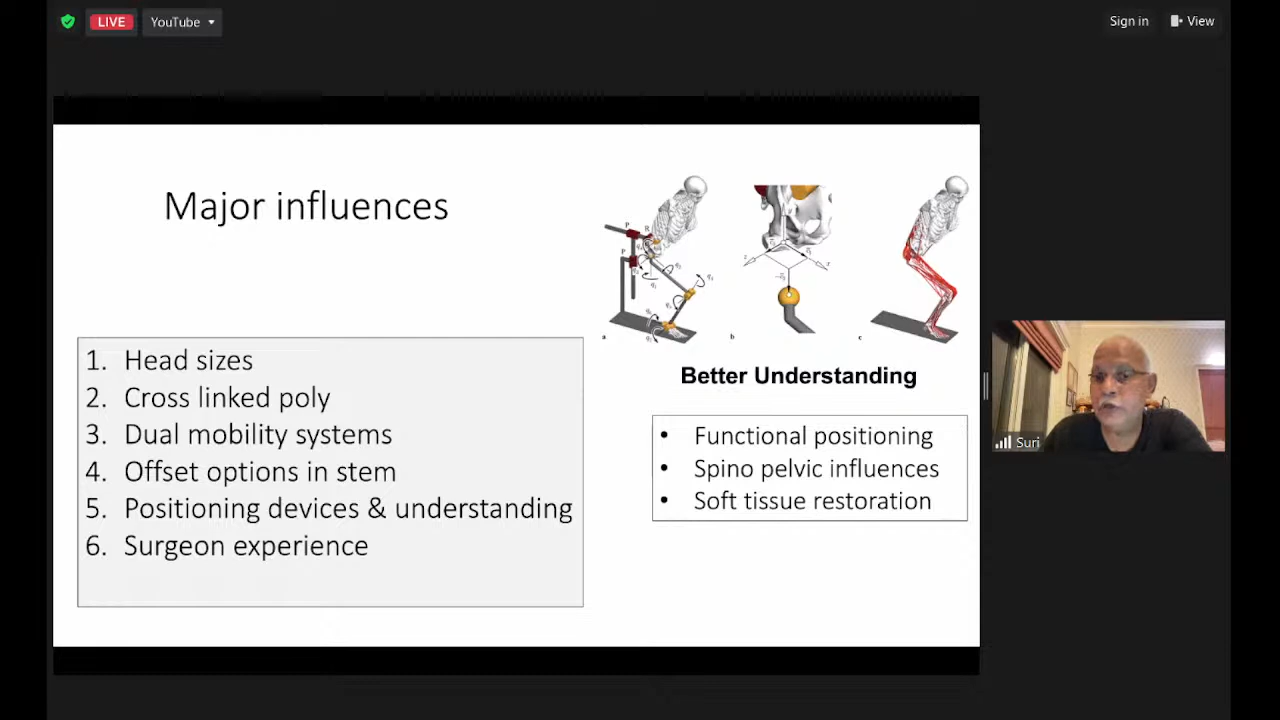 LIVE
YouTube
Sign in
View
Major influences
1. Head sizes
2. Cross linked poly
3. Dual mobility systems
4. Offset options in stem
5. Positioning devices & understanding
6. Surgeon experience
a
b
c
Better Understanding
• Functional positioning
• Spino pelvic influences
• Soft tissue restoration
Suri